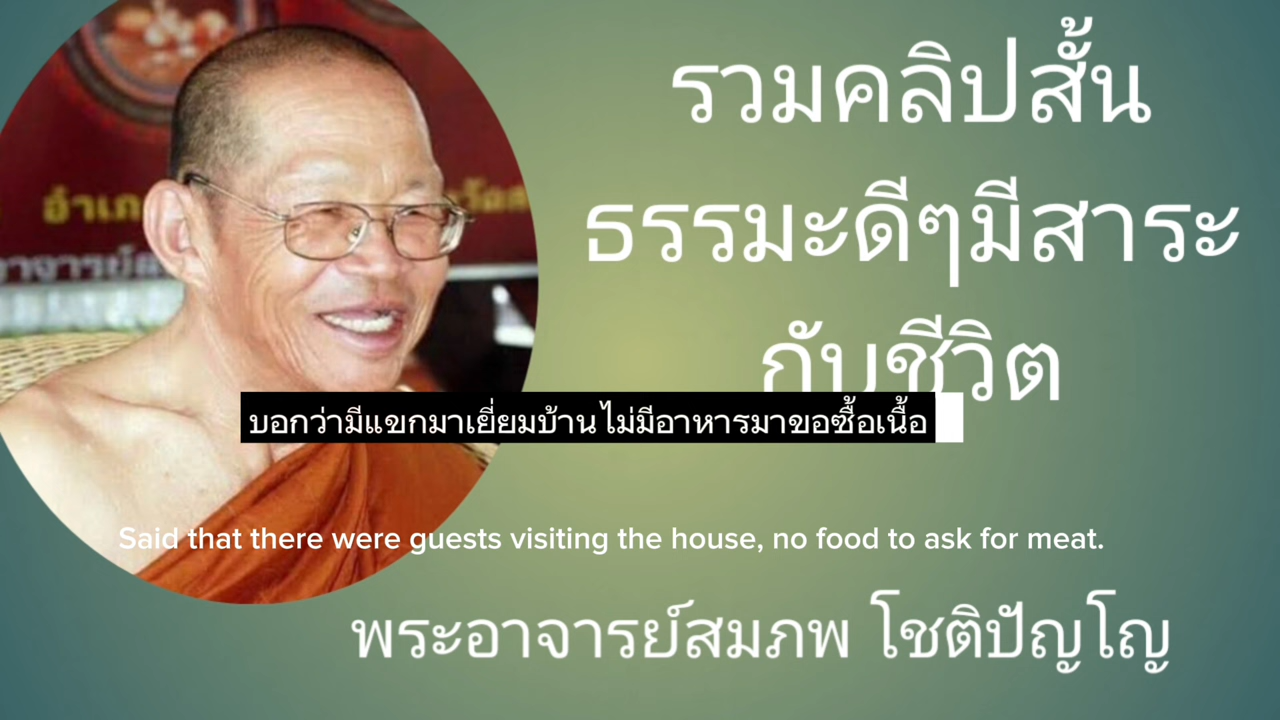 รวมคลิปสั้น
ธรรมะดีๆมีสาระ
กับชีวิต
อำเภ
บอกว่ามีแขกมาเยี่ยมบ้าน ไม่มีอาหารมาขอซื้อเนื้อ
Said that there were guests visiting the house, no food to ask for meat.
พระอาจารย์สมภพ โชติปัญโญ